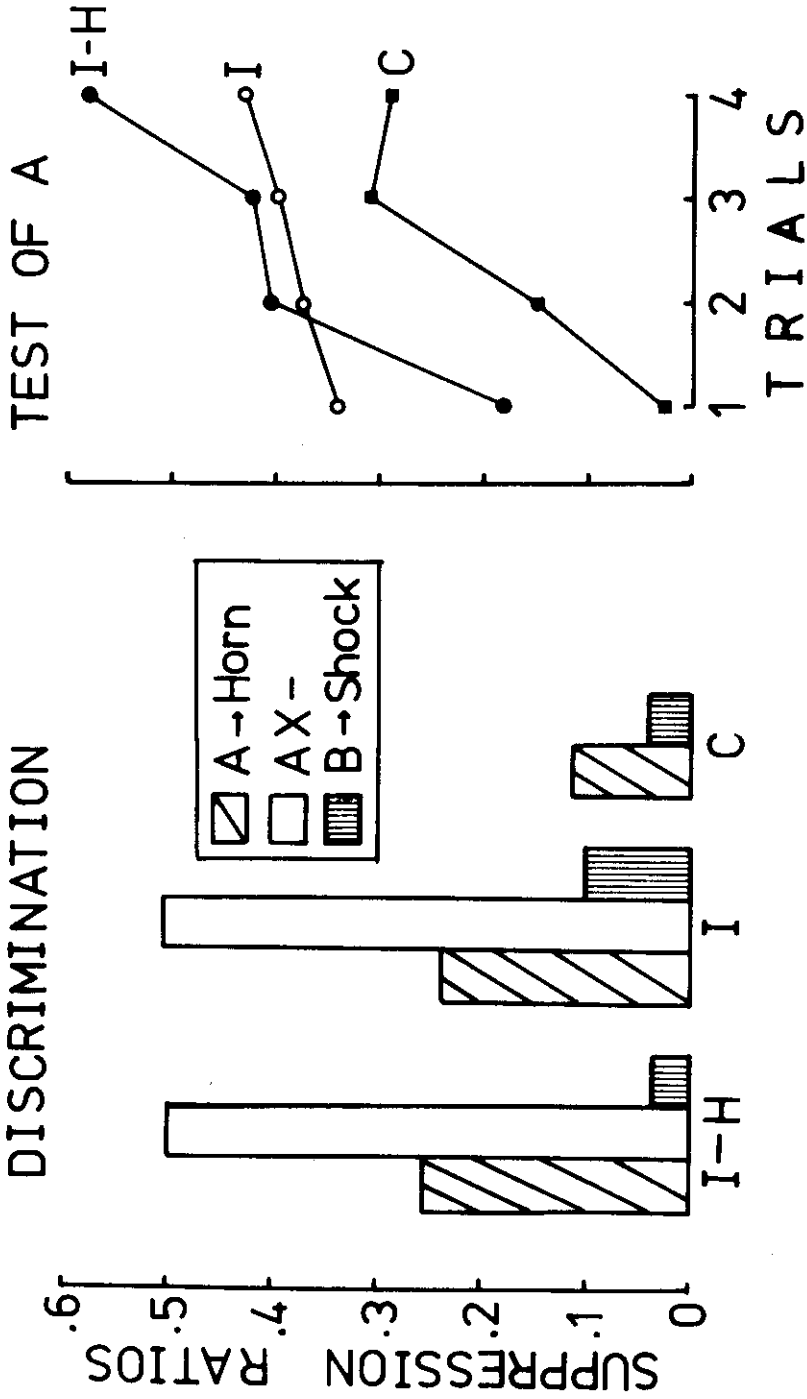 DISCRIMINATION
TEST OF A
SUPPRESSION RATIOS
.6
.5
.4
.3
.2
.1
0
A → Horn
AX -
B → Shock
I-H
I
C
I-H
I
C
1 2 3 4
TRIALS